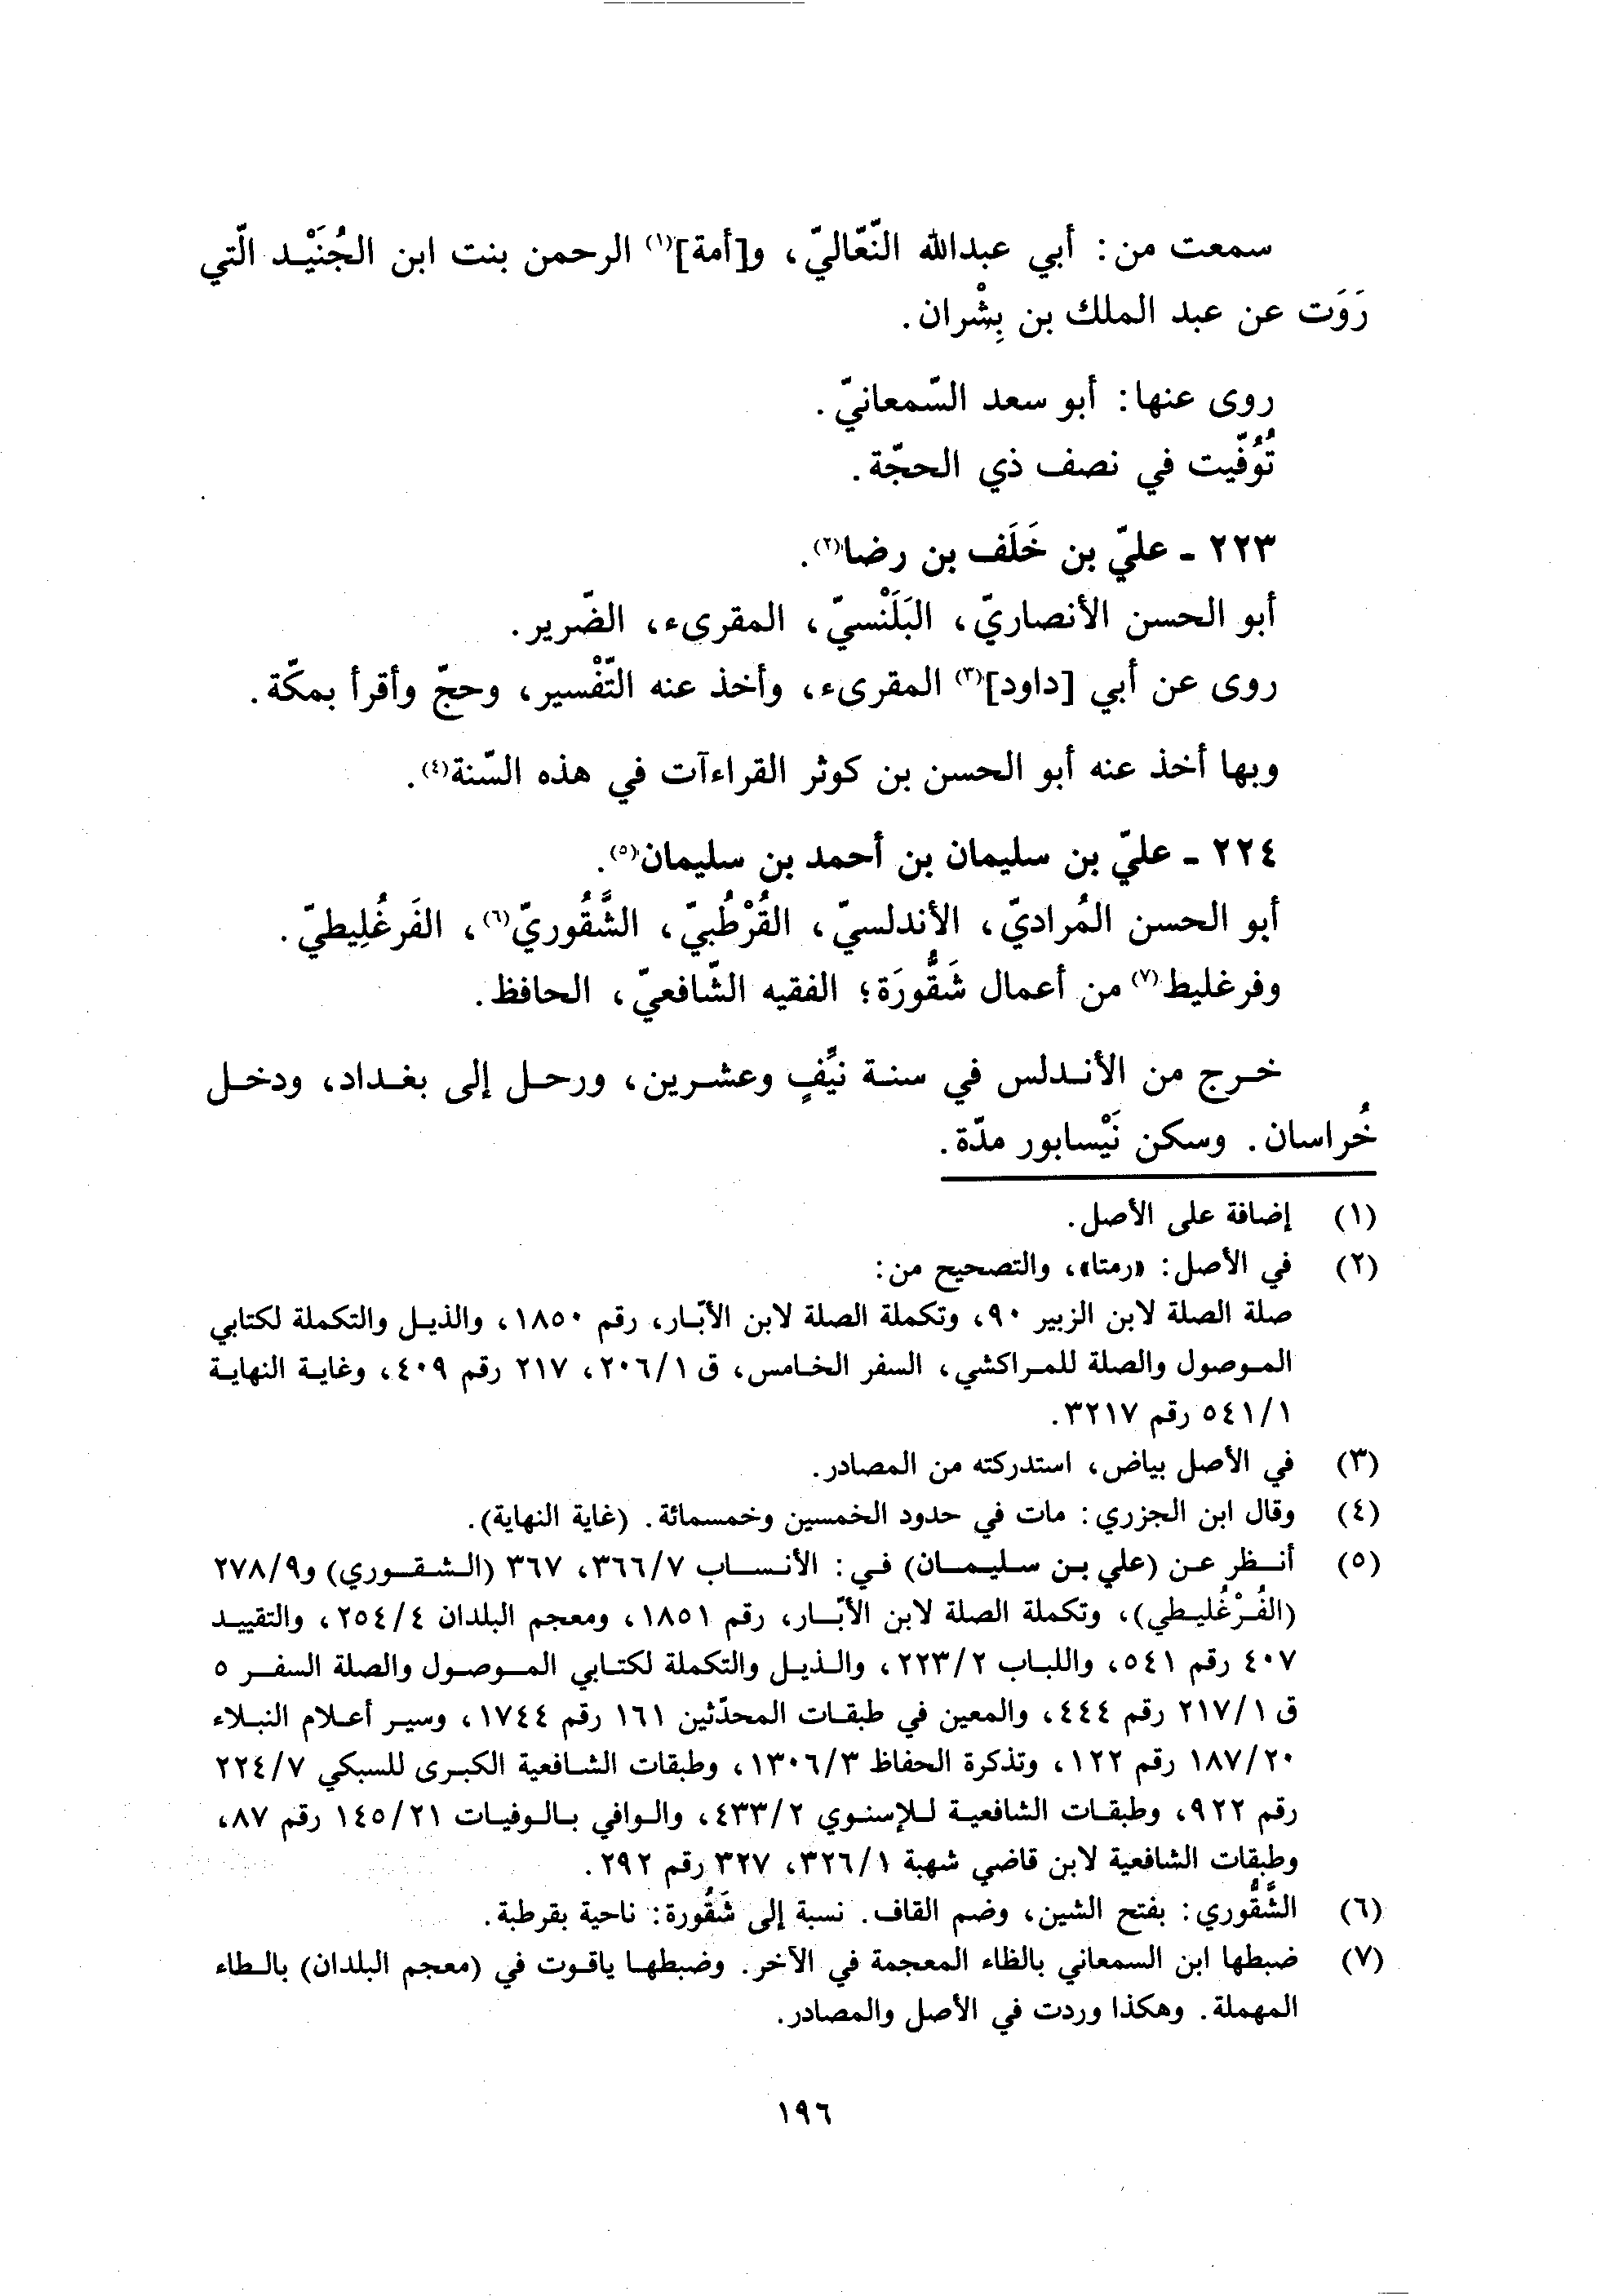 سمعت من: أبي عبدالله النّعّاليّ، و[أمة]⁽¹⁾ الرحمن بنت ابن الجُنَيْد الّتي
رَوَت عن عبد الملك بن بِشْران.
روى عنها: أبو سعد السّمعانيّ.
تُوُفّيت في نصف ذي الحجّة.
٢٢٣ ـ عليّ بن خَلَف بن رضا(٢).
أبو الحسن الأنصاريّ، البَلَنْسيّ، المقرىء، الضّرير.
روى عن أبي [داود](٣) المقرىء، وأخذ عنه التّفْسير، وحجّ وأقرأ بمكّة.
وبها أخذ عنه أبو الحسن بن كوثر القراءآت في هذه السّنة(٤).
٢٢٤ ـ عليّ بن سليمان بن أحمد بن سليمان(٥).
أبو الحسن المُراديّ، الأندلسيّ، القُرْطُبيّ، الشَّقُوريّ(٦)، الفَرغُلِيطيّ.
وفرغليط(٧) من أعمال شَقُّورَة؛ الفقيه الشّافعيّ، الحافظ.
خرج من الأندلس في سنة نيِّفٍ وعشرين، ورحل إلى بغداد، ودخل
خُراسان. وسكن نَيْسابور مدّة.
(١) إضافة على الأصل.
(٢) في الأصل: «رمتا»، والتصحيح من:
صلة الصلة لابن الزبير ٩٠، وتكملة الصلة لابن الأبّار، رقم ١٨٥٠، والذيل والتكملة لكتابي
الموصول والصلة للمراكشي، السفر الخامس، ق ٢٠٦/١، ٢١٧ رقم ٤٠٩، وغاية النهاية
٥٤١/١ رقم ٣٢١٧.
(٣) في الأصل بياض، استدركته من المصادر.
(٤) وقال ابن الجزري: مات في حدود الخمسين وخمسمائة. (غاية النهاية).
(٥) أنظر عن (علي بن سليمان) في: الأنساب ٣٦٦/٧، ٣٦٧ (الشقوري) و٢٧٨/٩
(الفُرْغُليطي)، وتكملة الصلة لابن الأبّار، رقم ١٨٥١، ومعجم البلدان ٢٥٤/٤، والتقييد
٤٠٧ رقم ٥٤١، واللباب ٢٢٣/٢، والذيل والتكملة لكتابي الموصول والصلة السفر ٥
ق ٢١٧/١ رقم ٤٤٤، والمعين في طبقات المحدّثين ١٦١ رقم ١٧٤٤، وسير أعلام النبلاء
١٨٧/٢٠ رقم ١٢٢، وتذكرة الحفاظ ١٣٠٦/٣، وطبقات الشافعية الكبرى للسبكي ٢٢٤/٧
رقم ٩٢٢، وطبقات الشافعية للإسنوي ٤٣٣/٢، والوافي بالوفيات ١٤٥/٢١ رقم ٨٧،
وطبقات الشافعية لابن قاضي شهبة ٣٢٦/١، ٣٢٧ رقم ٢٩٢.
(٦) الشَّقُّوري: بفتح الشين، وضم القاف. نسبة إلى شَقُورة: ناحية بقرطبة.
(٧) ضبطها ابن السمعاني بالظاء المعجمة في الآخر. وضبطها ياقوت في (معجم البلدان) بالطاء
المهملة. وهكذا وردت في الأصل والمصادر.
١٩٦